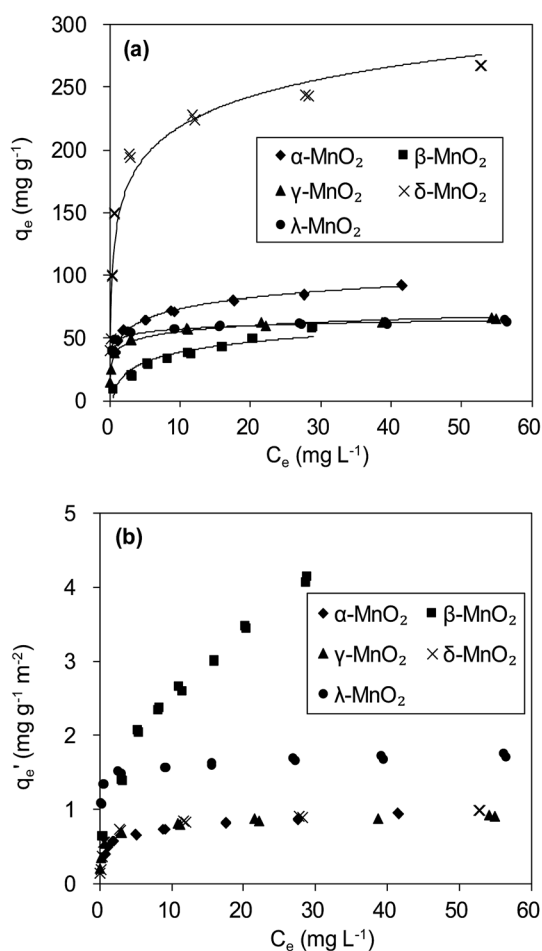 300
(a)
250
200
150
100
50
0
qₑ (mg g⁻¹)
α-MnO₂ β-MnO₂
γ-MnO₂ δ-MnO₂
λ-MnO₂
0 10 20 30 40 50 60
Cₑ (mg L⁻¹)
5
(b)
4
3
2
1
0
qₑ' (mg g⁻¹ m⁻²)
α-MnO₂ β-MnO₂
γ-MnO₂ δ-MnO₂
λ-MnO₂
0 10 20 30 40 50 60
Cₑ (mg L⁻¹)